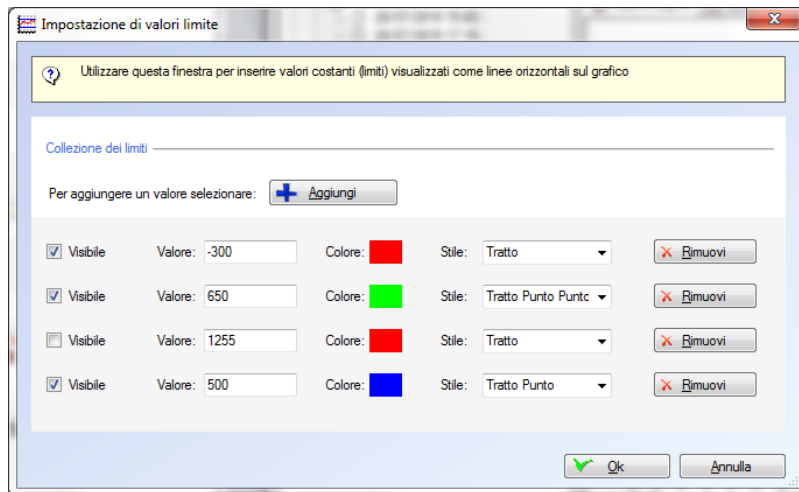 Impostazione di valori limite
Utilizzare questa finestra per inserire valori costanti (limiti) visualizzati come linee orizzontali sul grafico
Collezione dei limiti
Per aggiungere un valore selezionare: Aggiungi
Visibile Valore: -300 Colore: Stile: Tratto Rimuovi
Visibile Valore: 650 Colore: Stile: Tratto Punto Punto Rimuovi
Visibile Valore: 1255 Colore: Stile: Tratto Rimuovi
Visibile Valore: 500 Colore: Stile: Tratto Punto Rimuovi
Ok Annulla